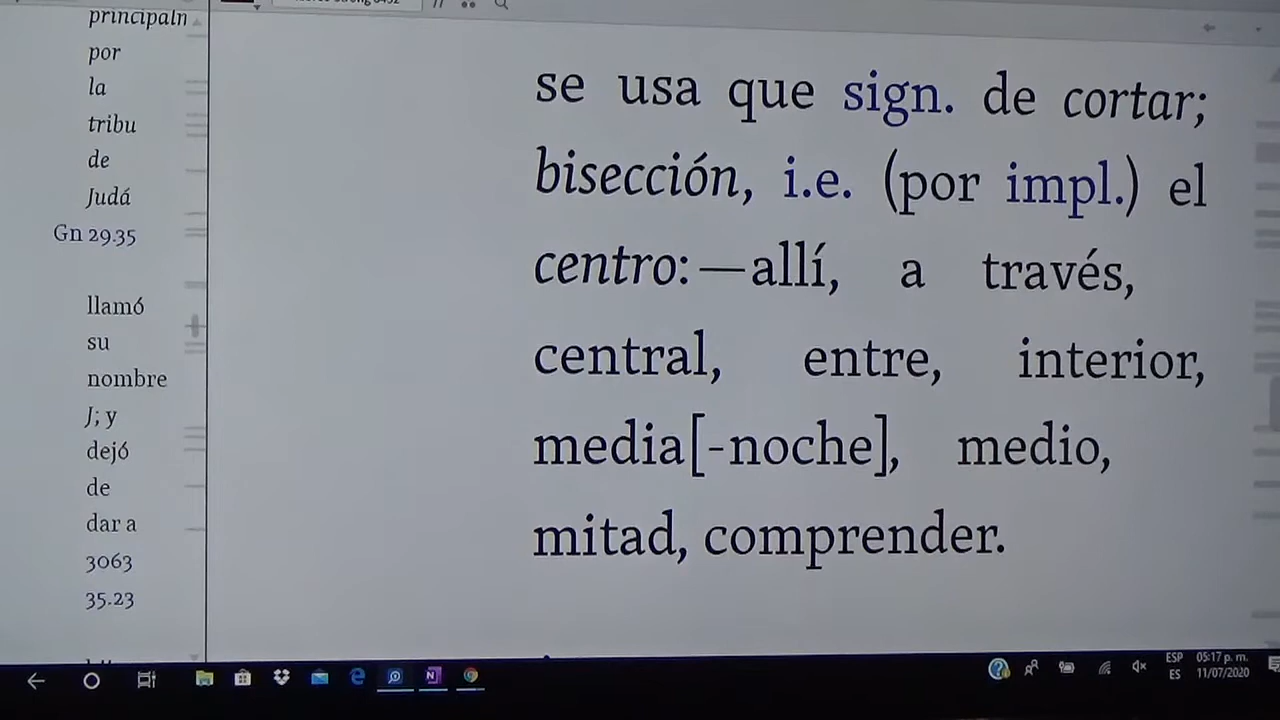 por
la
tribu
de
Judá
Gn 29.35
llamó
su
nombre
J; y
dejó
de
dar a
3063
35.23
se usa que sign. de cortar;
bisección, i.e. (por impl.) el
centro:—allí, a través,
central, entre, interior,
media[-noche], medio,
mitad, comprender.
ESP
ES
05:17 p. m.
11/07/2020